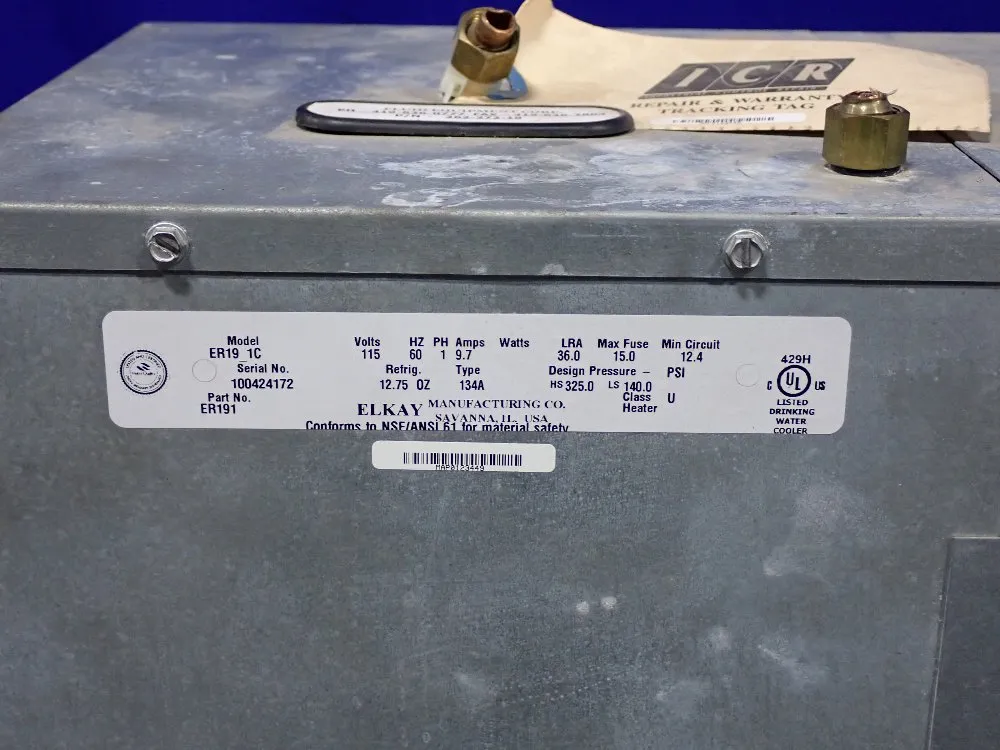 ICR
REPAIR & WARRANTY
TRACKING TAG
Model
ER19 1C
Serial No.
100424172
Part No.
ER191
Volts HZ PH Amps Watts LRA Max Fuse Min Circuit
115 60 1 9.7 36.0 15.0 12.4
Refrig. Type Design Pressure - PSI
12.75 OZ 134A HS 325.0 LS 140.0
Class U
Heater
ELKAY MANUFACTURING CO.
SAVANNA, IL, USA
Conforms to NSF/ANSI 61 for material safety
429H
C UL US
LISTED
DRINKING
WATER
COOLER